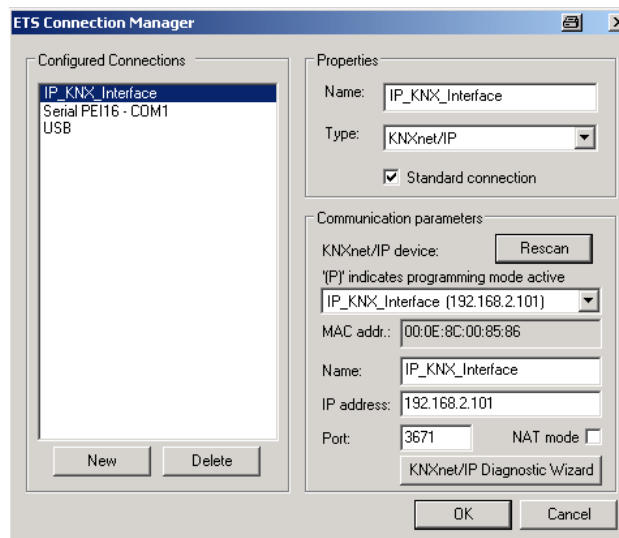 ETS Connection Manager
Configured Connections
IP_KNX_Interface
Serial PEI16 - COM1
USB
New
Delete
Properties
Name: IP_KNX_Interface
Type: KNXnet/IP
Standard connection
Communication parameters
KNXnet/IP device: Rescan
'(P)' indicates programming mode active
IP_KNX_Interface (192.168.2.101)
MAC addr.: 00:0E:8C:00:85:86
Name: IP_KNX_Interface
IP address: 192.168.2.101
Port: 3671 NAT mode
KNXnet/IP Diagnostic Wizard
OK Cancel